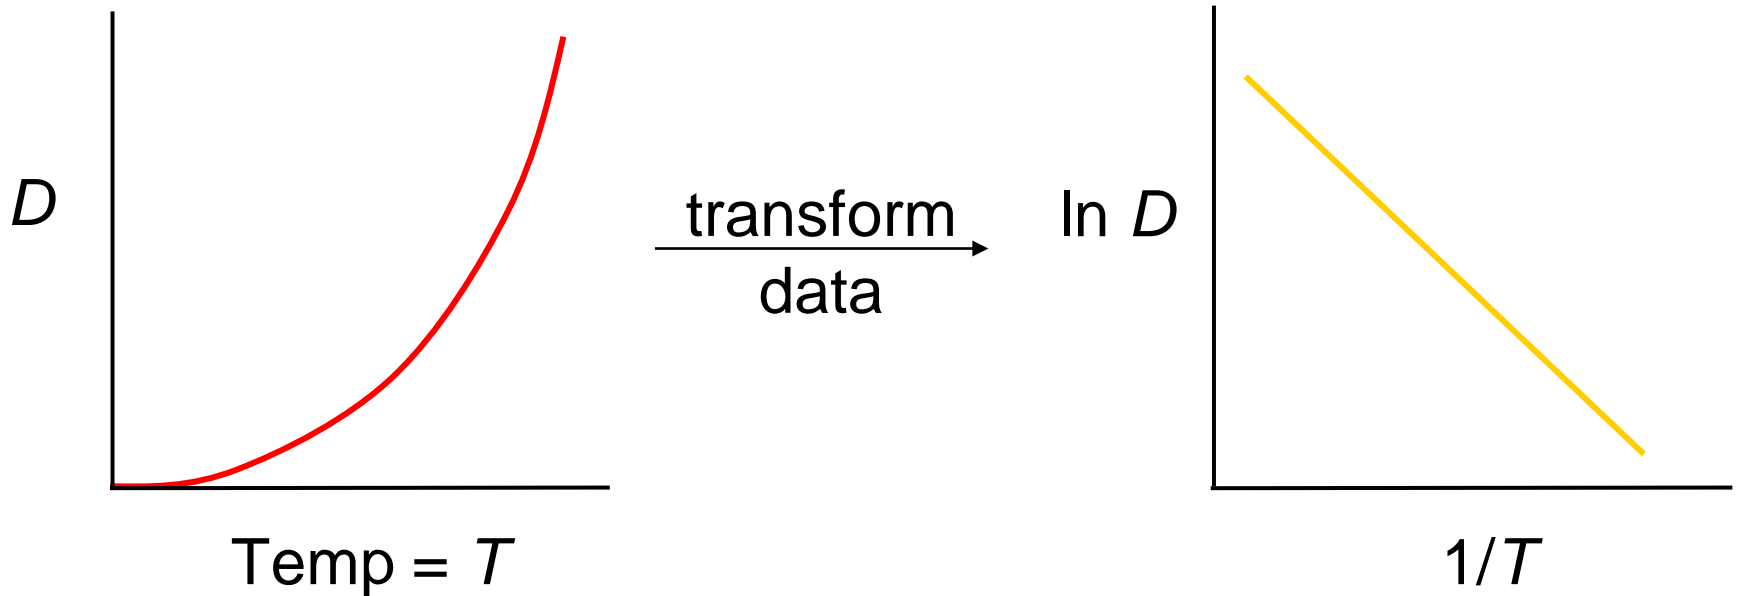 D
Temp = T
transform
data
ln D
1/T